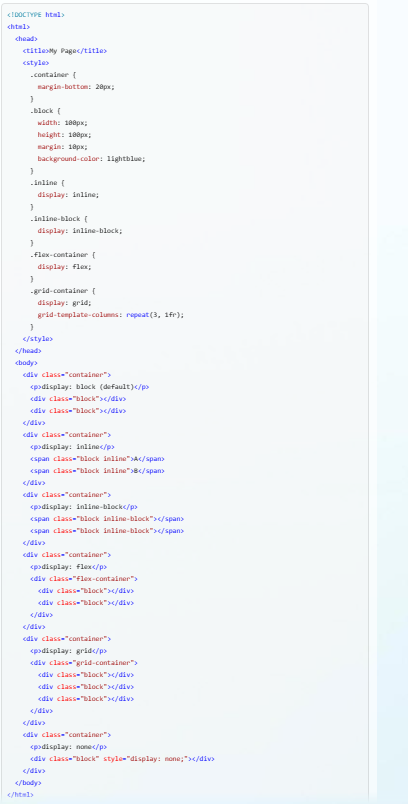 <!DOCTYPE html>
<html>
<head>
<title>My Page</title>
<style>
.container {
margin-bottom: 20px;
}
.block {
width: 100px;
height: 100px;
margin: 10px;
background-color: lightblue;
}
.inline {
display: inline;
}
.inline-block {
display: inline-block;
}
.flex-container {
display: flex;
}
.grid-container {
display: grid;
grid-template-columns: repeat(3, 1fr);
}
</style>
</head>
<body>
<div class="container">
<p>display: block (default)</p>
<div class="block"></div>
<div class="block"></div>
</div>
<div class="container">
<p>display: inline</p>
<span class="block inline">A</span>
<span class="block inline">B</span>
</div>
<div class="container">
<p>display: inline-block</p>
<span class="block inline-block"></span>
<span class="block inline-block"></span>
</div>
<div class="container">
<p>display: flex</p>
<div class="flex-container">
<div class="block"></div>
<div class="block"></div>
</div>
</div>
<div class="container">
<p>display: grid</p>
<div class="grid-container">
<div class="block"></div>
<div class="block"></div>
<div class="block"></div>
</div>
</div>
<div class="container">
<p>display: none</p>
<div class="block" style="display: none;"></div>
</div>
</body>
</html>